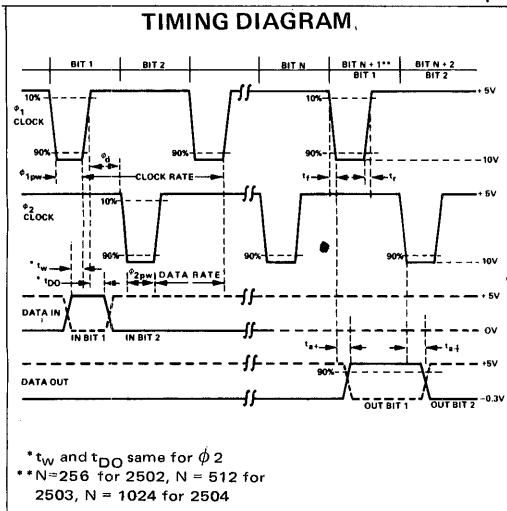 TIMING DIAGRAM
BIT 1 BIT 2 BIT N BIT N + 1** BIT N + 2
BIT 1 BIT 2
10% 10% +5V
ϕ1
CLOCK
90% 90% 90% 10V
ϕd
ϕ1pw CLOCK RATE tf tr
ϕ2
CLOCK
10% +5V
90% 90% 90% 10V
* tw
* tDO
ϕ2pw DATA RATE
+5V
DATA IN
0V
IN BIT 1 IN BIT 2
ta+ ta+
+5V
90%
DATA OUT
-0.3V
OUT BIT 1 OUT BIT 2
* tW and tDO same for ϕ2
** N=256 for 2502, N = 512 for
2503, N = 1024 for 2504